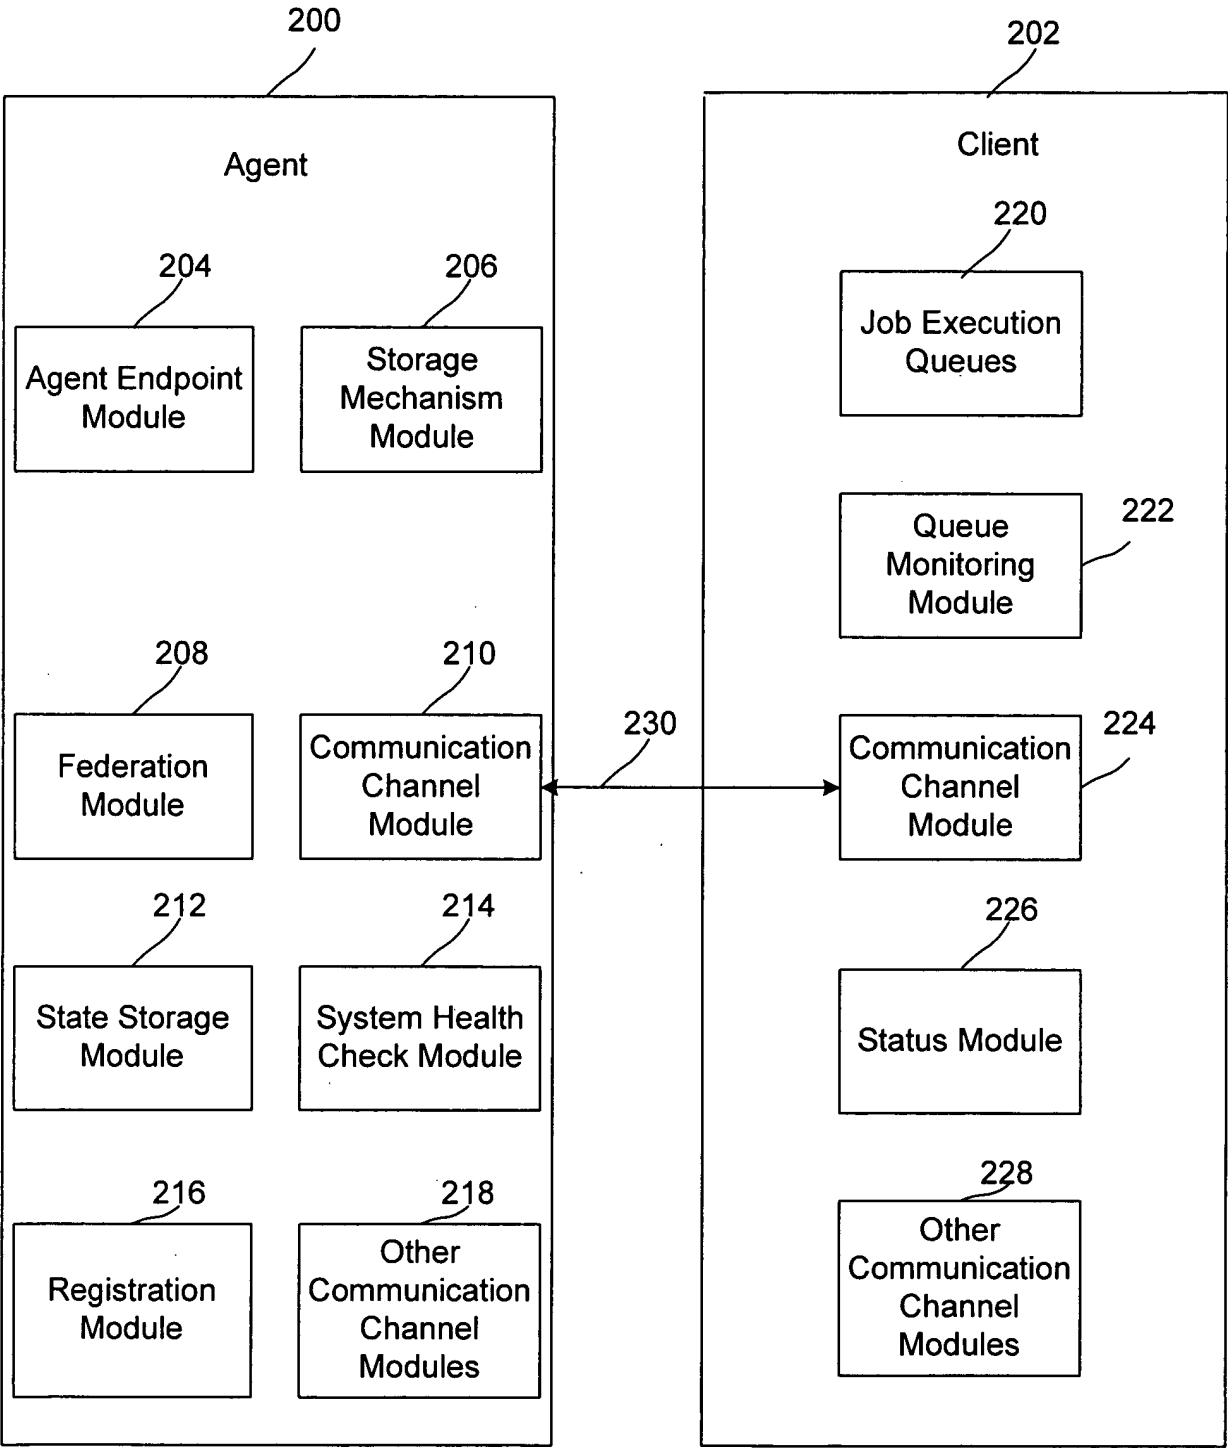 200
202
Agent
Client
204
206
220
Agent Endpoint
Module
Storage
Mechanism
Module
Job Execution
Queues
222
Queue
Monitoring
Module
208
210
230
224
Federation
Module
Communication
Channel
Module
Communication
Channel
Module
212
214
226
State Storage
Module
System Health
Check Module
Status Module
216
218
228
Registration
Module
Other
Communication
Channel
Modules
Other
Communication
Channel
Modules